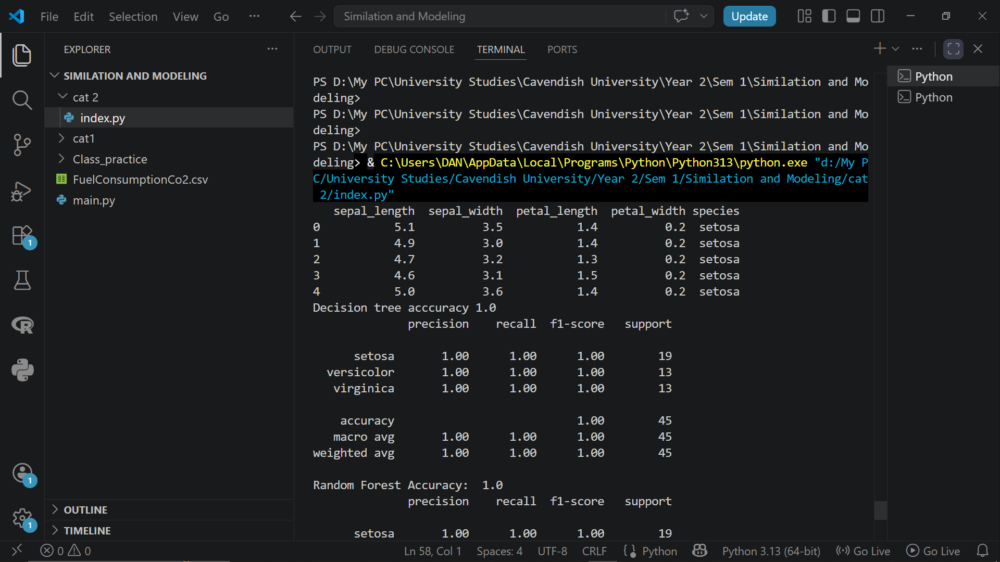 File Edit Selection View Go ··· Similation and Modeling Update
EXPLORER ···
SIMILATION AND MODELING
cat 2
index.py
cat1
Class_practice
FuelConsumptionCo2.csv
main.py
1
1
1
OUTLINE
TIMELINE
OUTPUT DEBUG CONSOLE TERMINAL PORTS
PS D:\My PC\University Studies\Cavendish University\Year 2\Sem 1\Similation and Mo
deling>
PS D:\My PC\University Studies\Cavendish University\Year 2\Sem 1\Similation and Mo
deling>
PS D:\My PC\University Studies\Cavendish University\Year 2\Sem 1\Similation and Mo
deling> & C:\Users\DAN\AppData\Local\Programs\Python\Python313\python.exe "d:/My P
C/University Studies/Cavendish University/Year 2/Sem 1/Similation and Modeling/cat
 2/index.py"
   sepal_length  sepal_width  petal_length  petal_width species
0           5.1          3.5           1.4          0.2  setosa
1           4.9          3.0           1.4          0.2  setosa
2           4.7          3.2           1.3          0.2  setosa
3           4.6          3.1           1.5          0.2  setosa
4           5.0          3.6           1.4          0.2  setosa
Decision tree acccuracy 1.0
              precision    recall  f1-score   support
      setosa       1.00      1.00      1.00        19
  versicolor       1.00      1.00      1.00        13
   virginica       1.00      1.00      1.00        13
    accuracy                           1.00        45
   macro avg       1.00      1.00      1.00        45
weighted avg       1.00      1.00      1.00        45
Random Forest Accuracy:  1.0
              precision    recall  f1-score   support
      setosa       1.00      1.00      1.00        19
Python
Python
0 0 Ln 58, Col 1 Spaces: 4 UTF-8 CRLF Python Python 3.13 (64-bit) Go Live Go Live